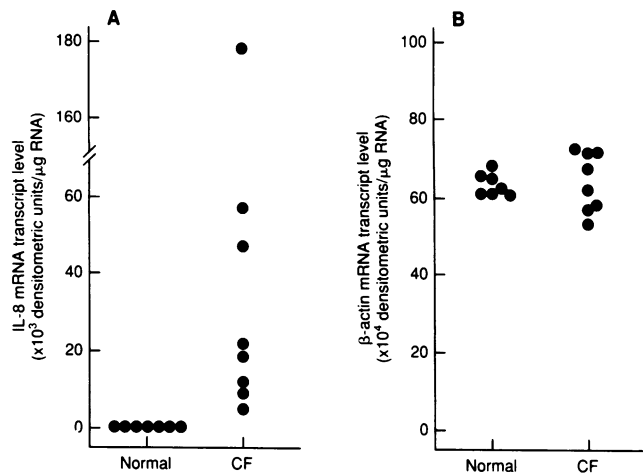 A
IL-8 mRNA transcript level
(x10³ densitometric units/µg RNA)
180
160
60
40
20
0
Normal
CF
B
β-actin mRNA transcript level
(x10⁴ densitometric units/µg RNA)
100
80
60
40
20
0
Normal
CF